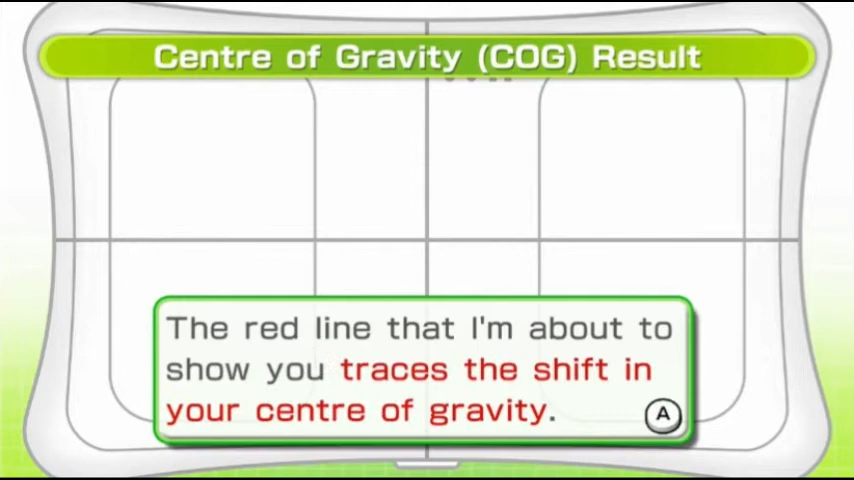 Centre of Gravity (COG) Result
The red line that I'm about to
show you traces the shift in
your centre of gravity.
A